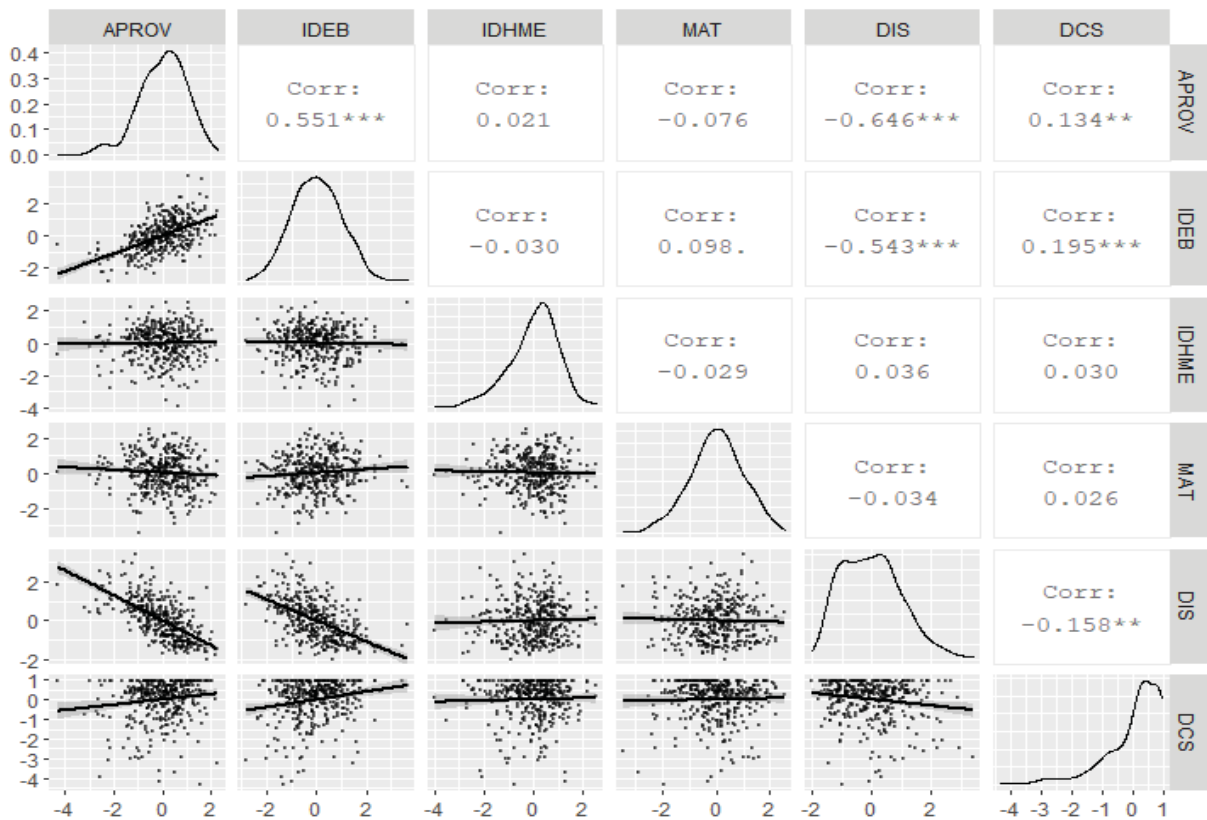 APROV IDEB IDHME MAT DIS DCS
0.4
0.3
0.2
0.1
0.0
Corr:
0.551***
Corr:
0.021
Corr:
-0.076
Corr:
-0.646***
Corr:
0.134**
APROV
2
0
-2
Corr:
-0.030
Corr:
0.098.
Corr:
-0.543***
Corr:
0.195***
IDEB
2
0
-2
-4
Corr:
-0.029
Corr:
0.036
Corr:
0.030
IDHME
2
0
-2
Corr:
-0.034
Corr:
0.026
MAT
2
0
-2
Corr:
-0.158**
DIS
1
0
-1
-2
-3
-4
DCS
-4 -2 0 2 -2 0 2 -4 -2 0 2 -2 0 2 -2 0 2 -4 -3 -2 -1 0 1